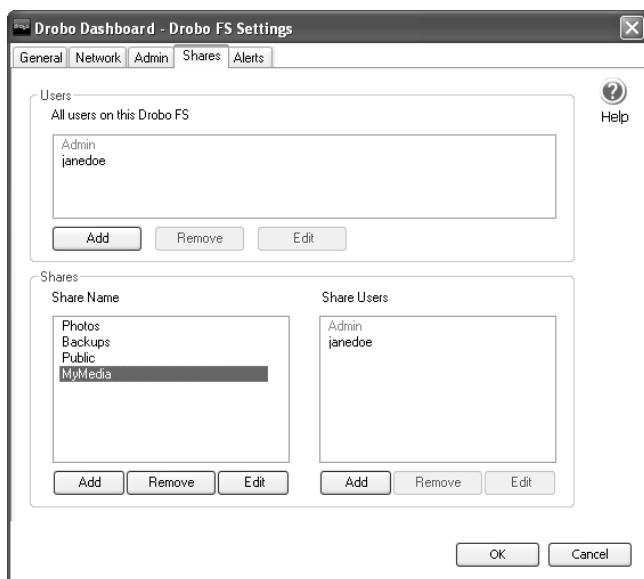 Drobo Dashboard - Drobo FS Settings
General Network Admin Shares Alerts
Help
Users
All users on this Drobo FS
Admin
janedoe
Add Remove Edit
Shares
Share Name
Photos
Backups
Public
MyMedia
Add Remove Edit
Share Users
Admin
janedoe
Add Remove Edit
OK Cancel